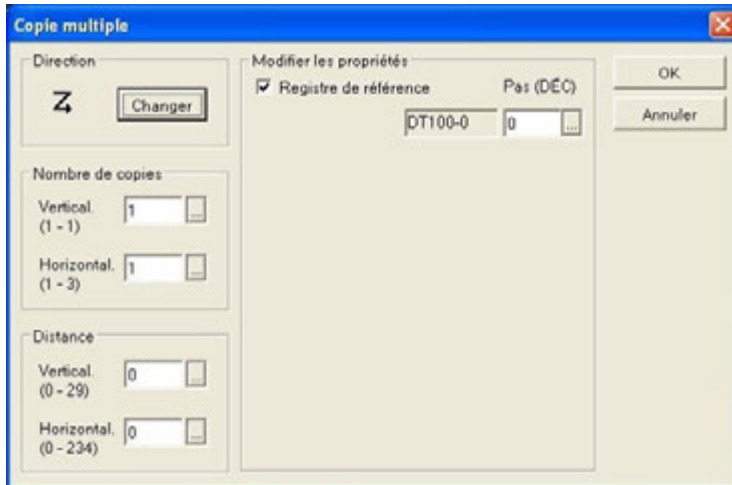 Copie multiple
Direction
Changer
Nombre de copies
Vertical. 1 ...
(1 - 1)
Horizontal. 1 ...
(1 - 3)
Distance
Vertical. 0 ...
(0 - 29)
Horizontal. 0 ...
(0 - 234)
Modifier les propriétés
Registre de référence Pas (DÉC)
DT100-0 0 ...
OK
Annuler